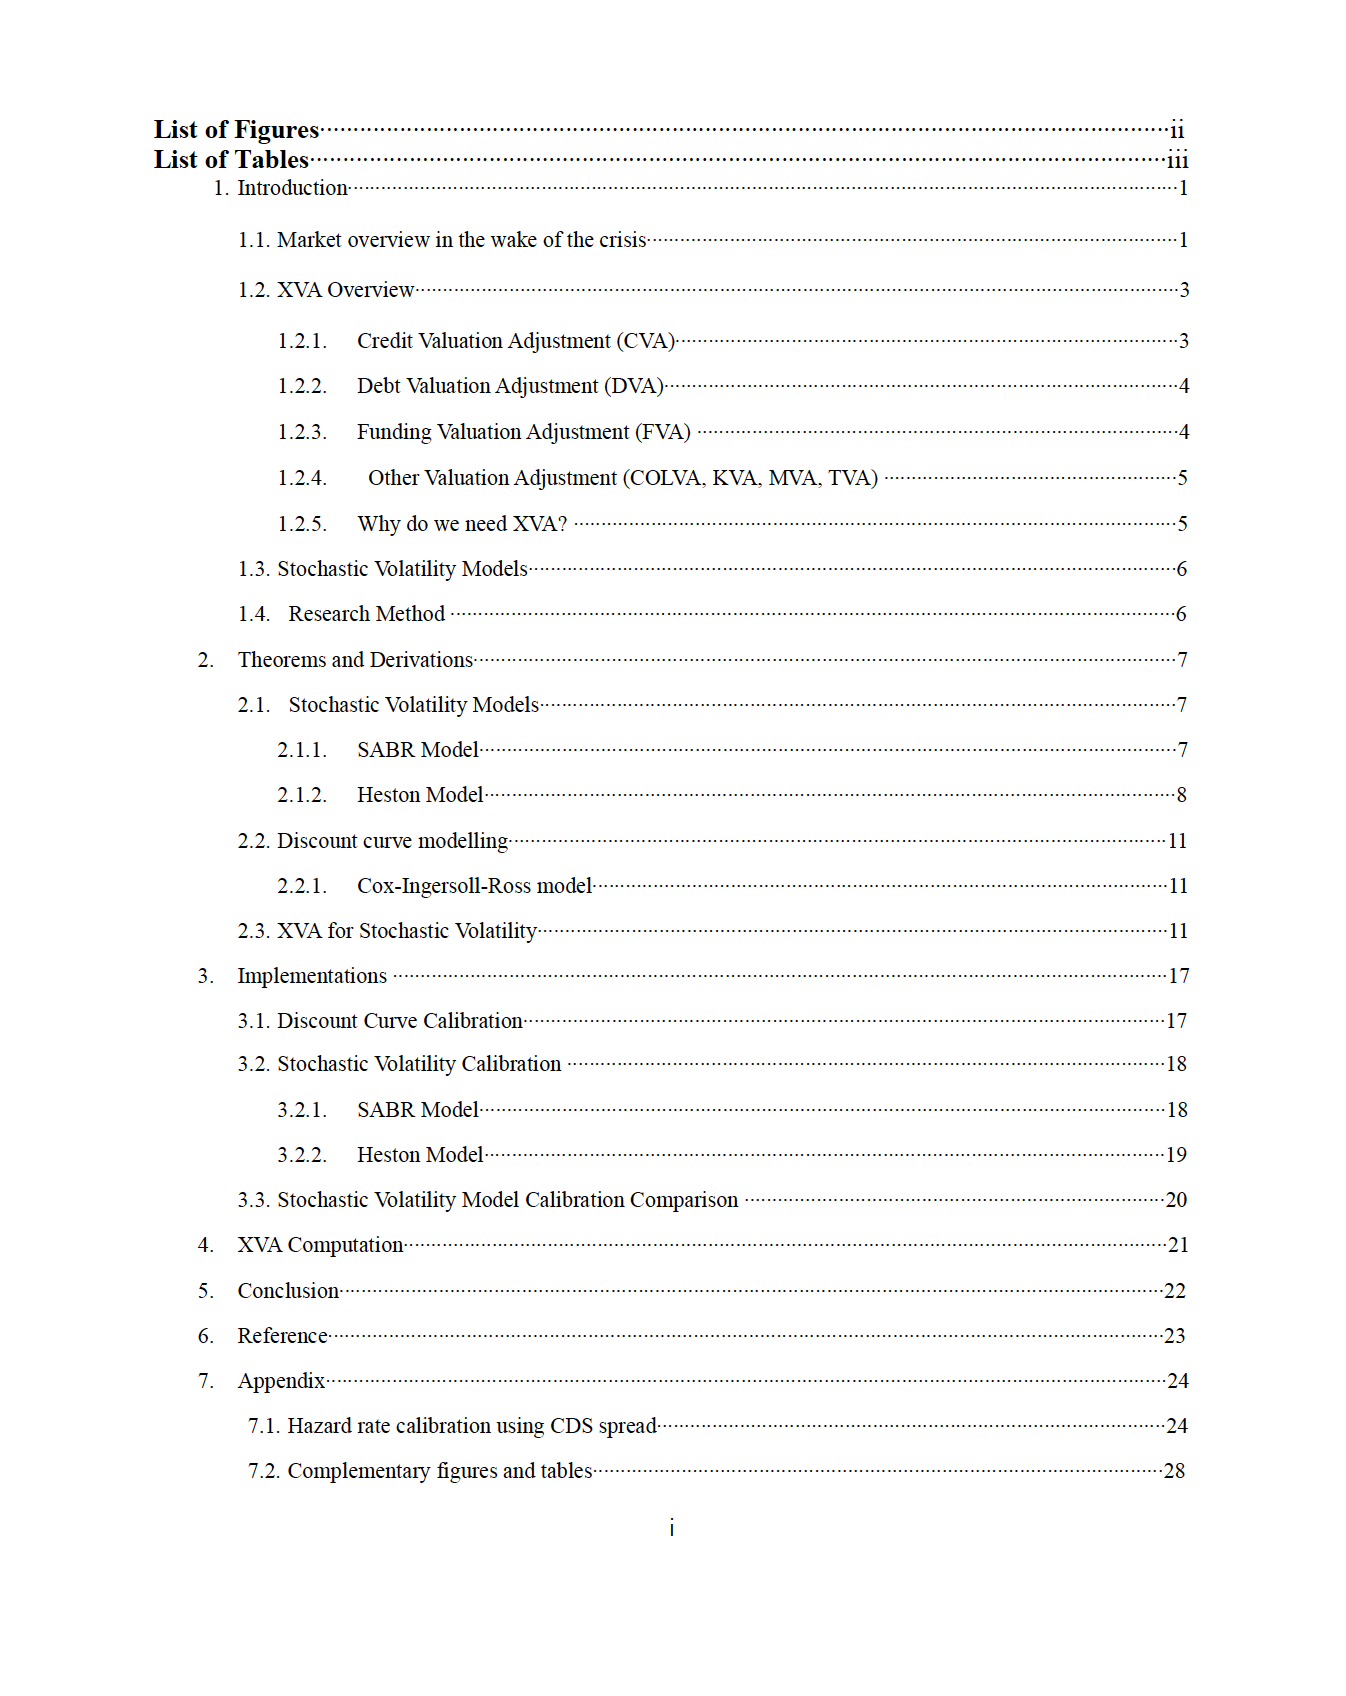 List of Figures ii
List of Tables iii
1. Introduction 1
1.1. Market overview in the wake of the crisis 1
1.2. XVA Overview 3
1.2.1. Credit Valuation Adjustment (CVA) 3
1.2.2. Debt Valuation Adjustment (DVA) 4
1.2.3. Funding Valuation Adjustment (FVA) 4
1.2.4. Other Valuation Adjustment (COLVA, KVA, MVA, TVA) 5
1.2.5. Why do we need XVA? 5
1.3. Stochastic Volatility Models 6
1.4. Research Method 6
2. Theorems and Derivations 7
2.1. Stochastic Volatility Models 7
2.1.1. SABR Model 7
2.1.2. Heston Model 8
2.2. Discount curve modelling 11
2.2.1. Cox-Ingersoll-Ross model 11
2.3. XVA for Stochastic Volatility 11
3. Implementations 17
3.1. Discount Curve Calibration 17
3.2. Stochastic Volatility Calibration 18
3.2.1. SABR Model 18
3.2.2. Heston Model 19
3.3. Stochastic Volatility Model Calibration Comparison 20
4. XVA Computation 21
5. Conclusion 22
6. Reference 23
7. Appendix 24
7.1. Hazard rate calibration using CDS spread 24
7.2. Complementary figures and tables 28
i